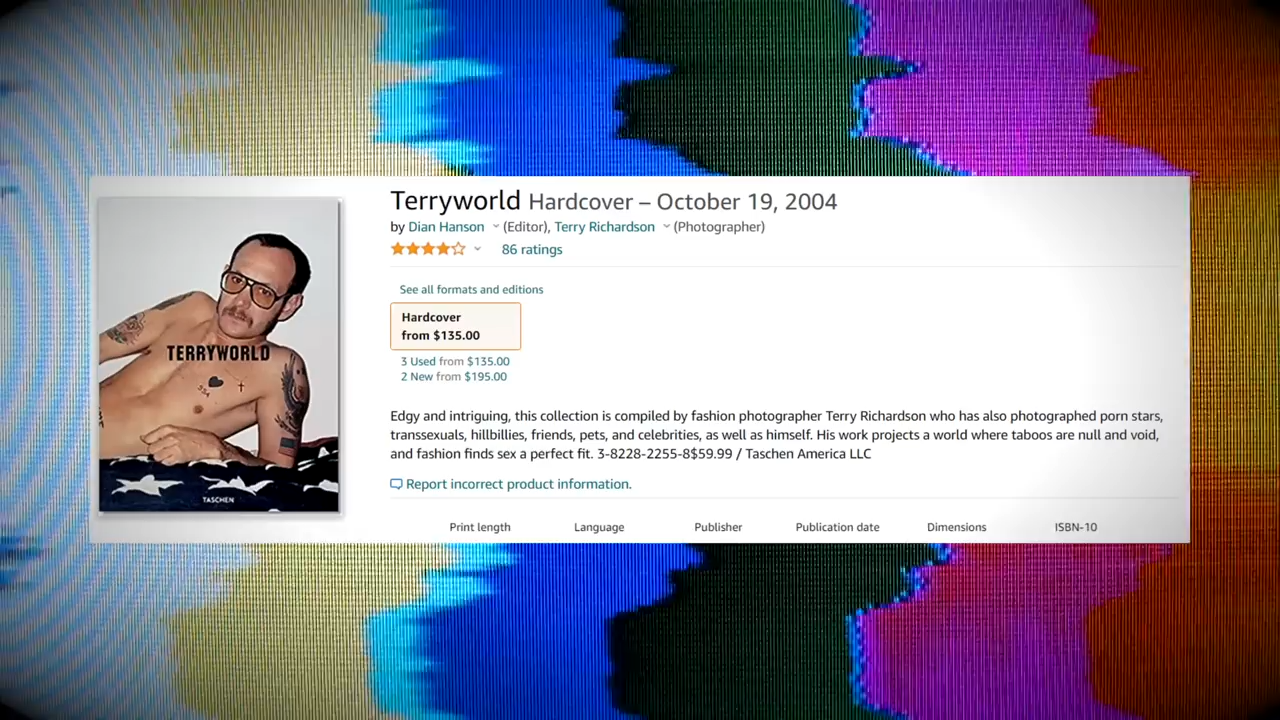 Terryworld Hardcover – October 19, 2004
by Dian Hanson (Editor), Terry Richardson (Photographer)
86 ratings
See all formats and editions
Hardcover
from $135.00
3 Used from $135.00
2 New from $195.00
Edgy and intriguing, this collection is compiled by fashion photographer Terry Richardson who has also photographed porn stars,
transsexuals, hillbillies, friends, pets, and celebrities, as well as himself. His work projects a world where taboos are null and void,
and fashion finds sex a perfect fit. 3-8228-2255-8$59.99 / Taschen America LLC
Report incorrect product information.
Print length Language Publisher Publication date Dimensions ISBN-10
TERRYWORLD
TASCHEN